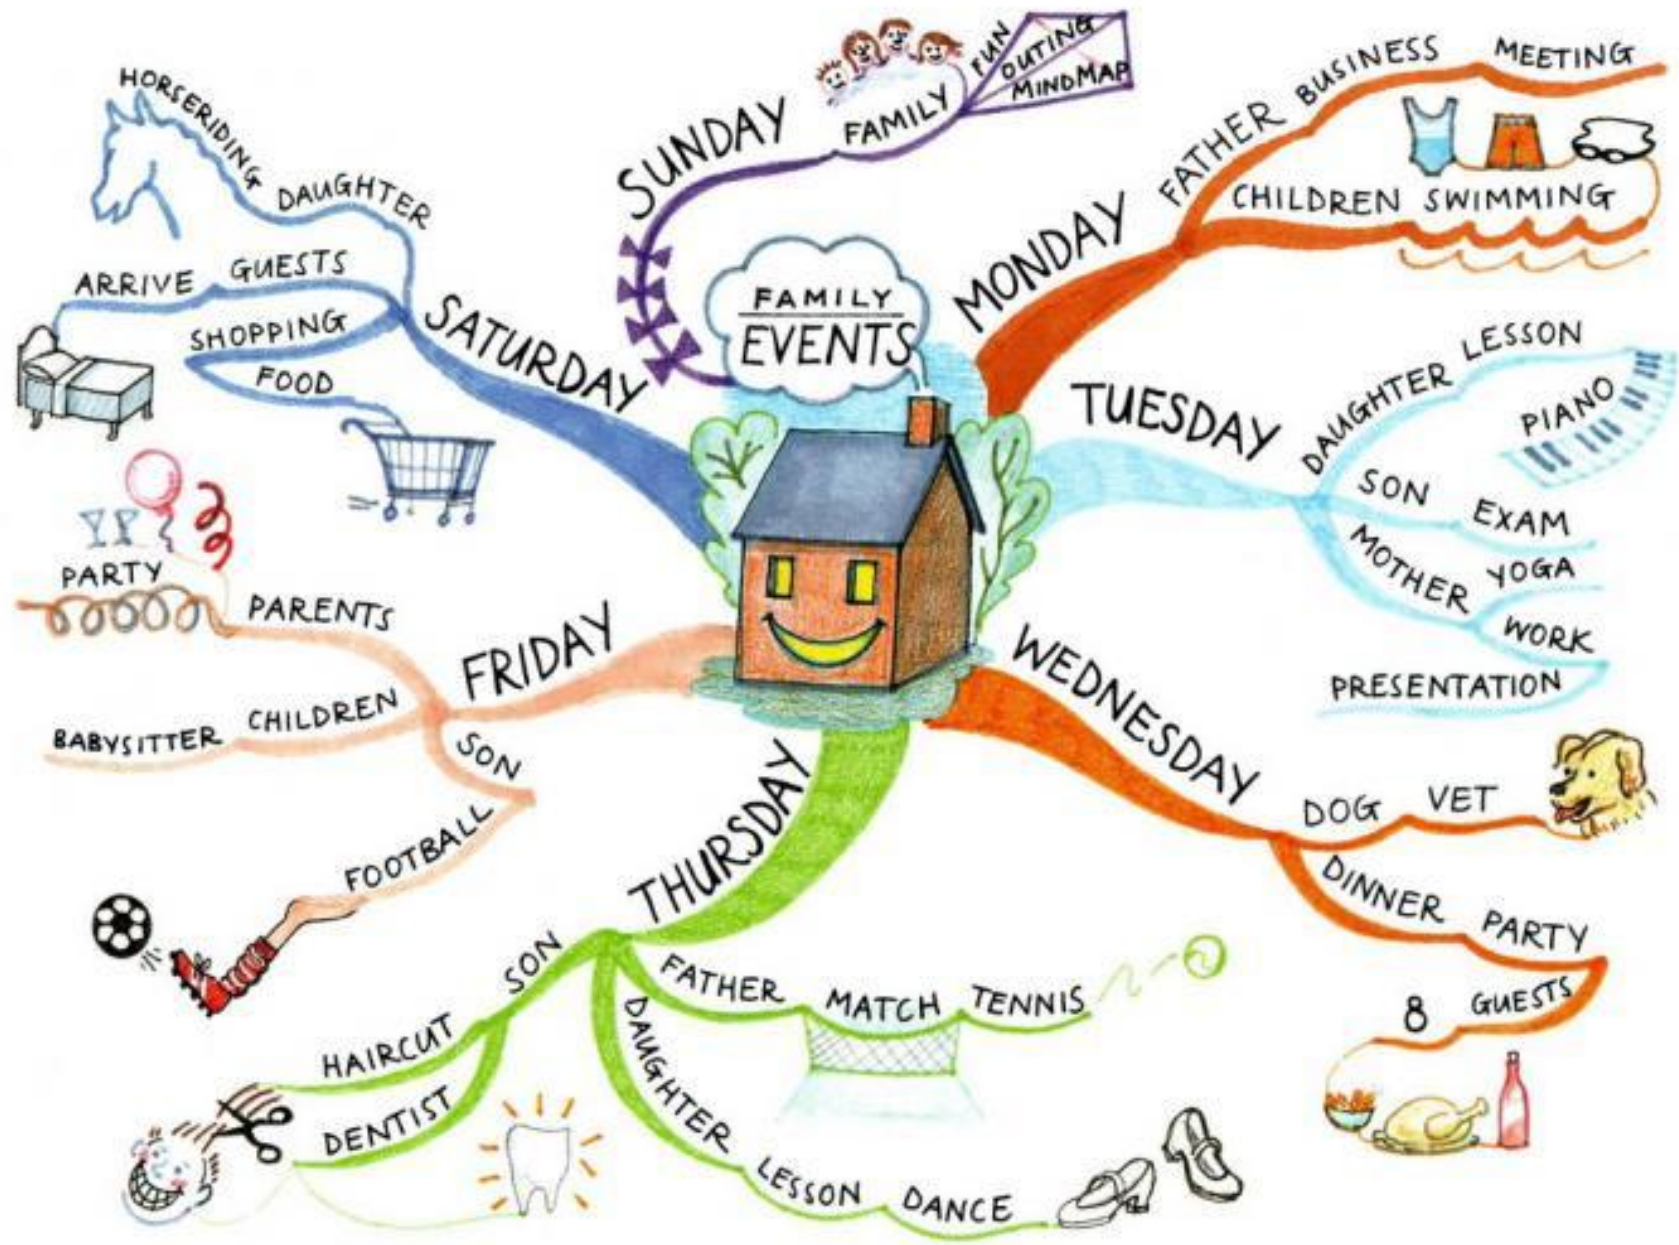 FAMILY
EVENTS
MONDAY
FATHER
BUSINESS
MEETING
CHILDREN
SWIMMING
TUESDAY
DAUGHTER
LESSON
PIANO
SON
EXAM
MOTHER
YOGA
WORK
PRESENTATION
WEDNESDAY
DOG
VET
DINNER
PARTY
GUESTS
8
THURSDAY
FATHER
MATCH
TENNIS
DAUGHTER
LESSON
DANCE
SON
HAIRCUT
DENTIST
FRIDAY
PARENTS
PARTY
CHILDREN
BABYSITTER
SON
FOOTBALL
SATURDAY
DAUGHTER
HORSERIDING
GUESTS
ARRIVE
SHOPPING
FOOD
SUNDAY
FAMILY
FUN
OUTING
MINDMAP